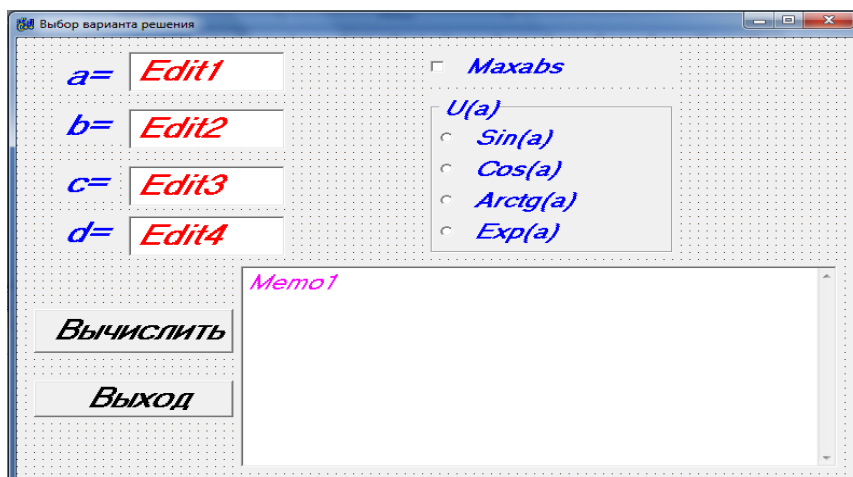 Выбор варианта решения
a= Edit1
b= Edit2
c= Edit3
d= Edit4
Maxabs
U(a)
Sin(a)
Cos(a)
Arctg(a)
Exp(a)
Memo1
Вычислить
Выход